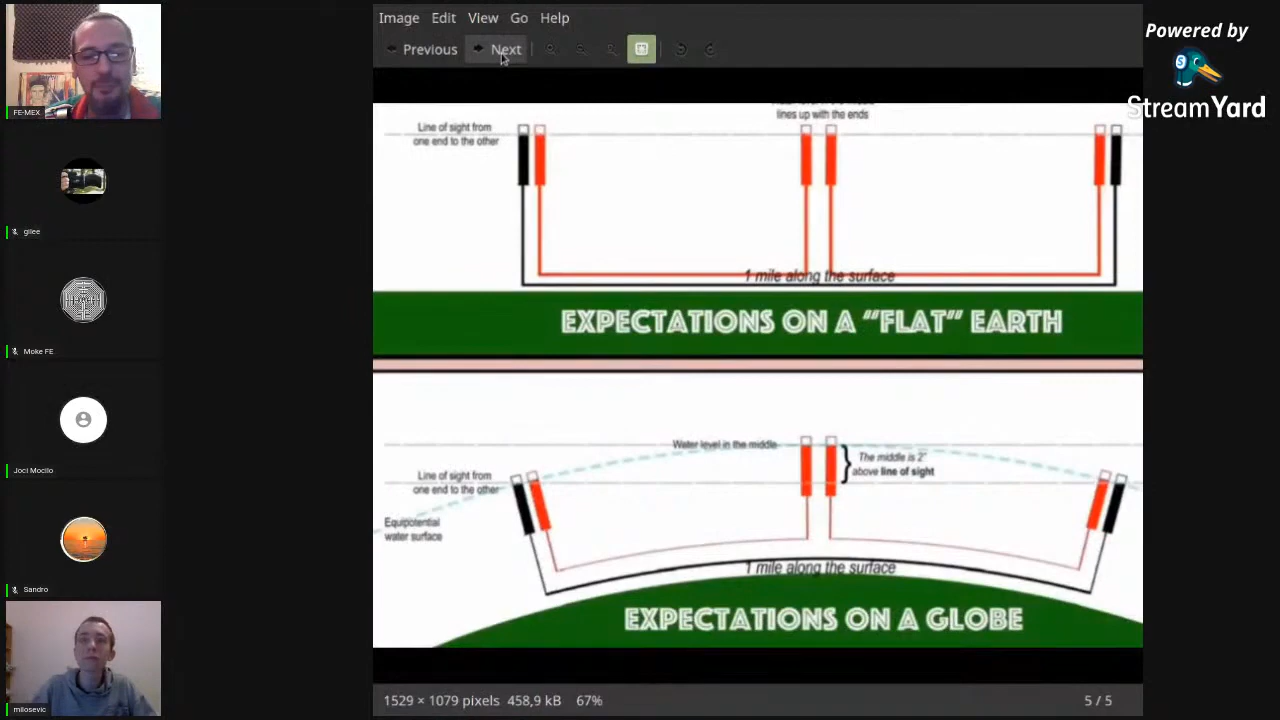 Image Edit View Go Help
Previous Next
Powered by
StreamYard
FE-MEX
gilee
Moke FE
Joci Mocilo
Sandro
milosevic
lines up with the ends
Line of sight from
one end to the other
1 mile along the surface
EXPECTATIONS ON A "FLAT" EARTH
Water level in the middle
The middle is 2"
above line of sight
Line of sight from
one end to the other
Equipotential
water surface
1 mile along the surface
EXPECTATIONS ON A GLOBE
1529 × 1079 pixels 458,9 kB 67% 5 / 5